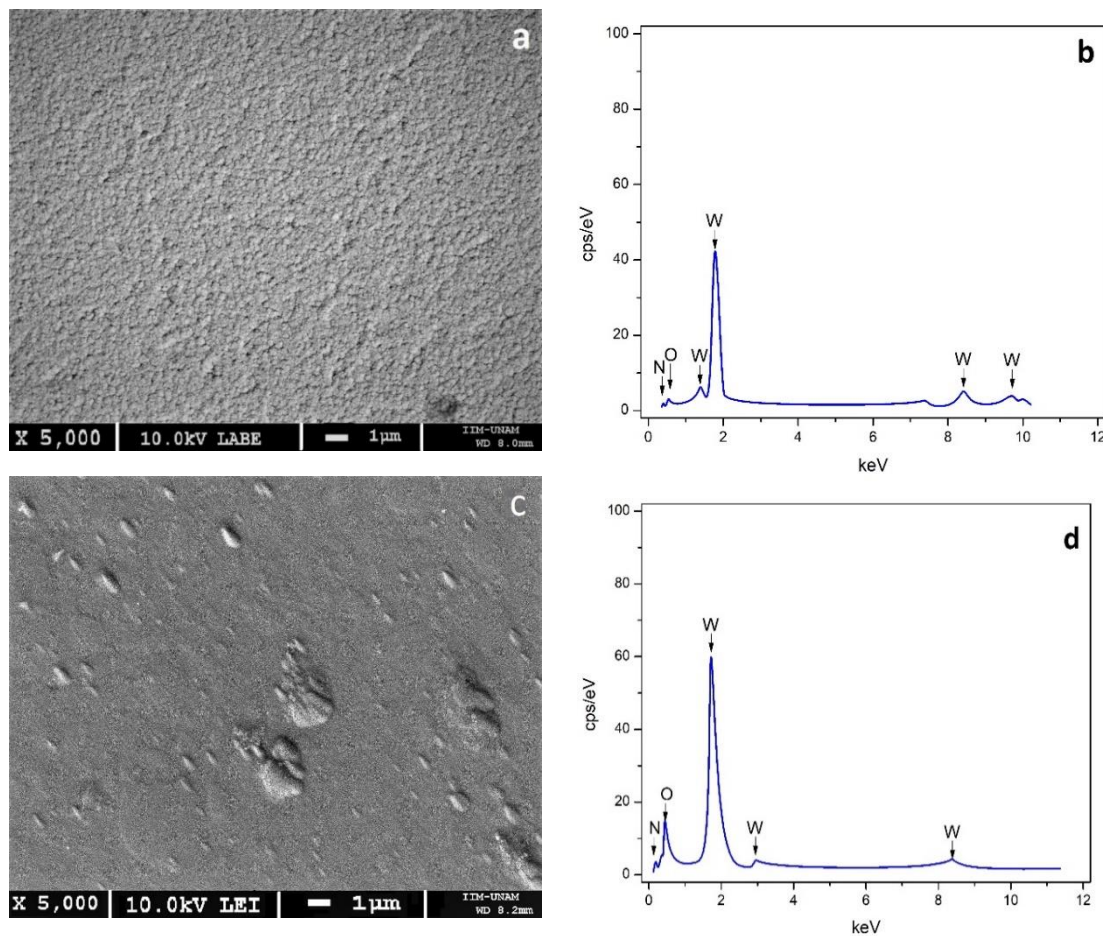 a
X 5,000 10.0kV LABE 1μm IIM-UNAM
WD 8.0mm
b
100
80
60
40
20
0
cps/eV
N O W W W W
0 2 4 6 8 10 12
keV
c
X 5,000 10.0kV LEI 1μm IIM-UNAM
WD 8.2mm
d
100
80
60
40
20
0
cps/eV
N O W W W
0 2 4 6 8 10 12
keV